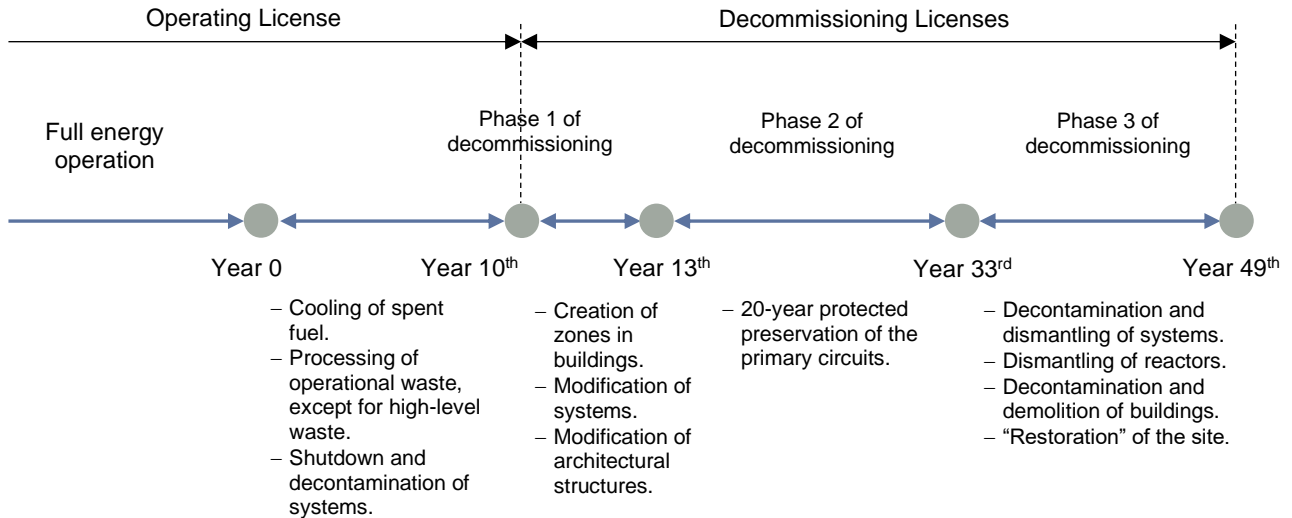 Operating License
Decommissioning Licenses
Full energy
operation
Phase 1 of
decommissioning
Phase 2 of
decommissioning
Phase 3 of
decommissioning
Year 0
Year 10th
Year 13th
Year 33rd
Year 49th
– Cooling of spent
fuel.
– Processing of
operational waste,
except for high-level
waste.
– Shutdown and
decontamination of
systems.
– Creation of
zones in
buildings.
– Modification of
systems.
– Modification of
architectural
structures.
– 20-year protected
preservation of the
primary circuits.
– Decontamination and
dismantling of systems.
– Dismantling of reactors.
– Decontamination and
demolition of buildings.
– “Restoration” of the site.